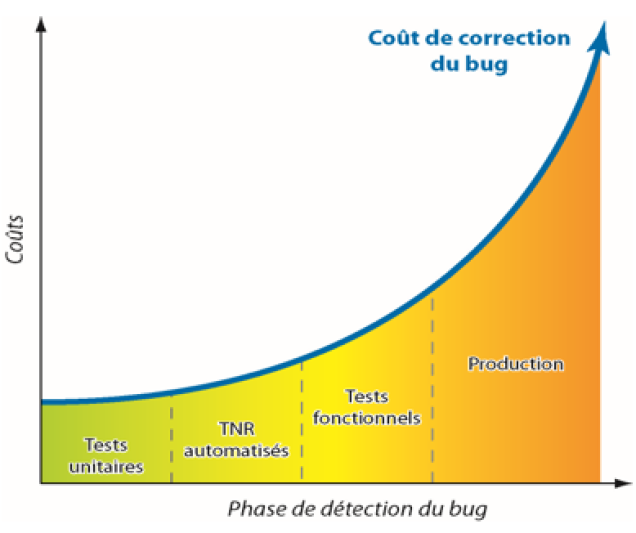 Coût de correction
du bug
Coûts
Production
Tests
fonctionnels
TNR
automatisés
Tests
unitaires
Phase de détection du bug